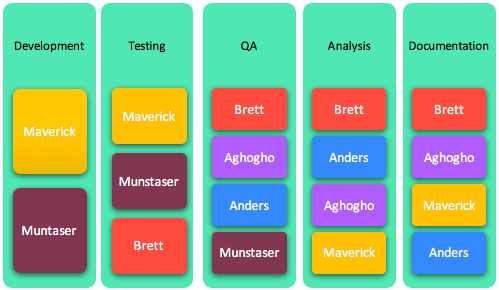 Development
Maverick
Muntaser
Testing
Maverick
Munstaser
Brett
QA
Brett
Aghogho
Anders
Munstaser
Analysis
Brett
Anders
Aghogho
Maverick
Documentation
Brett
Aghogho
Maverick
Anders